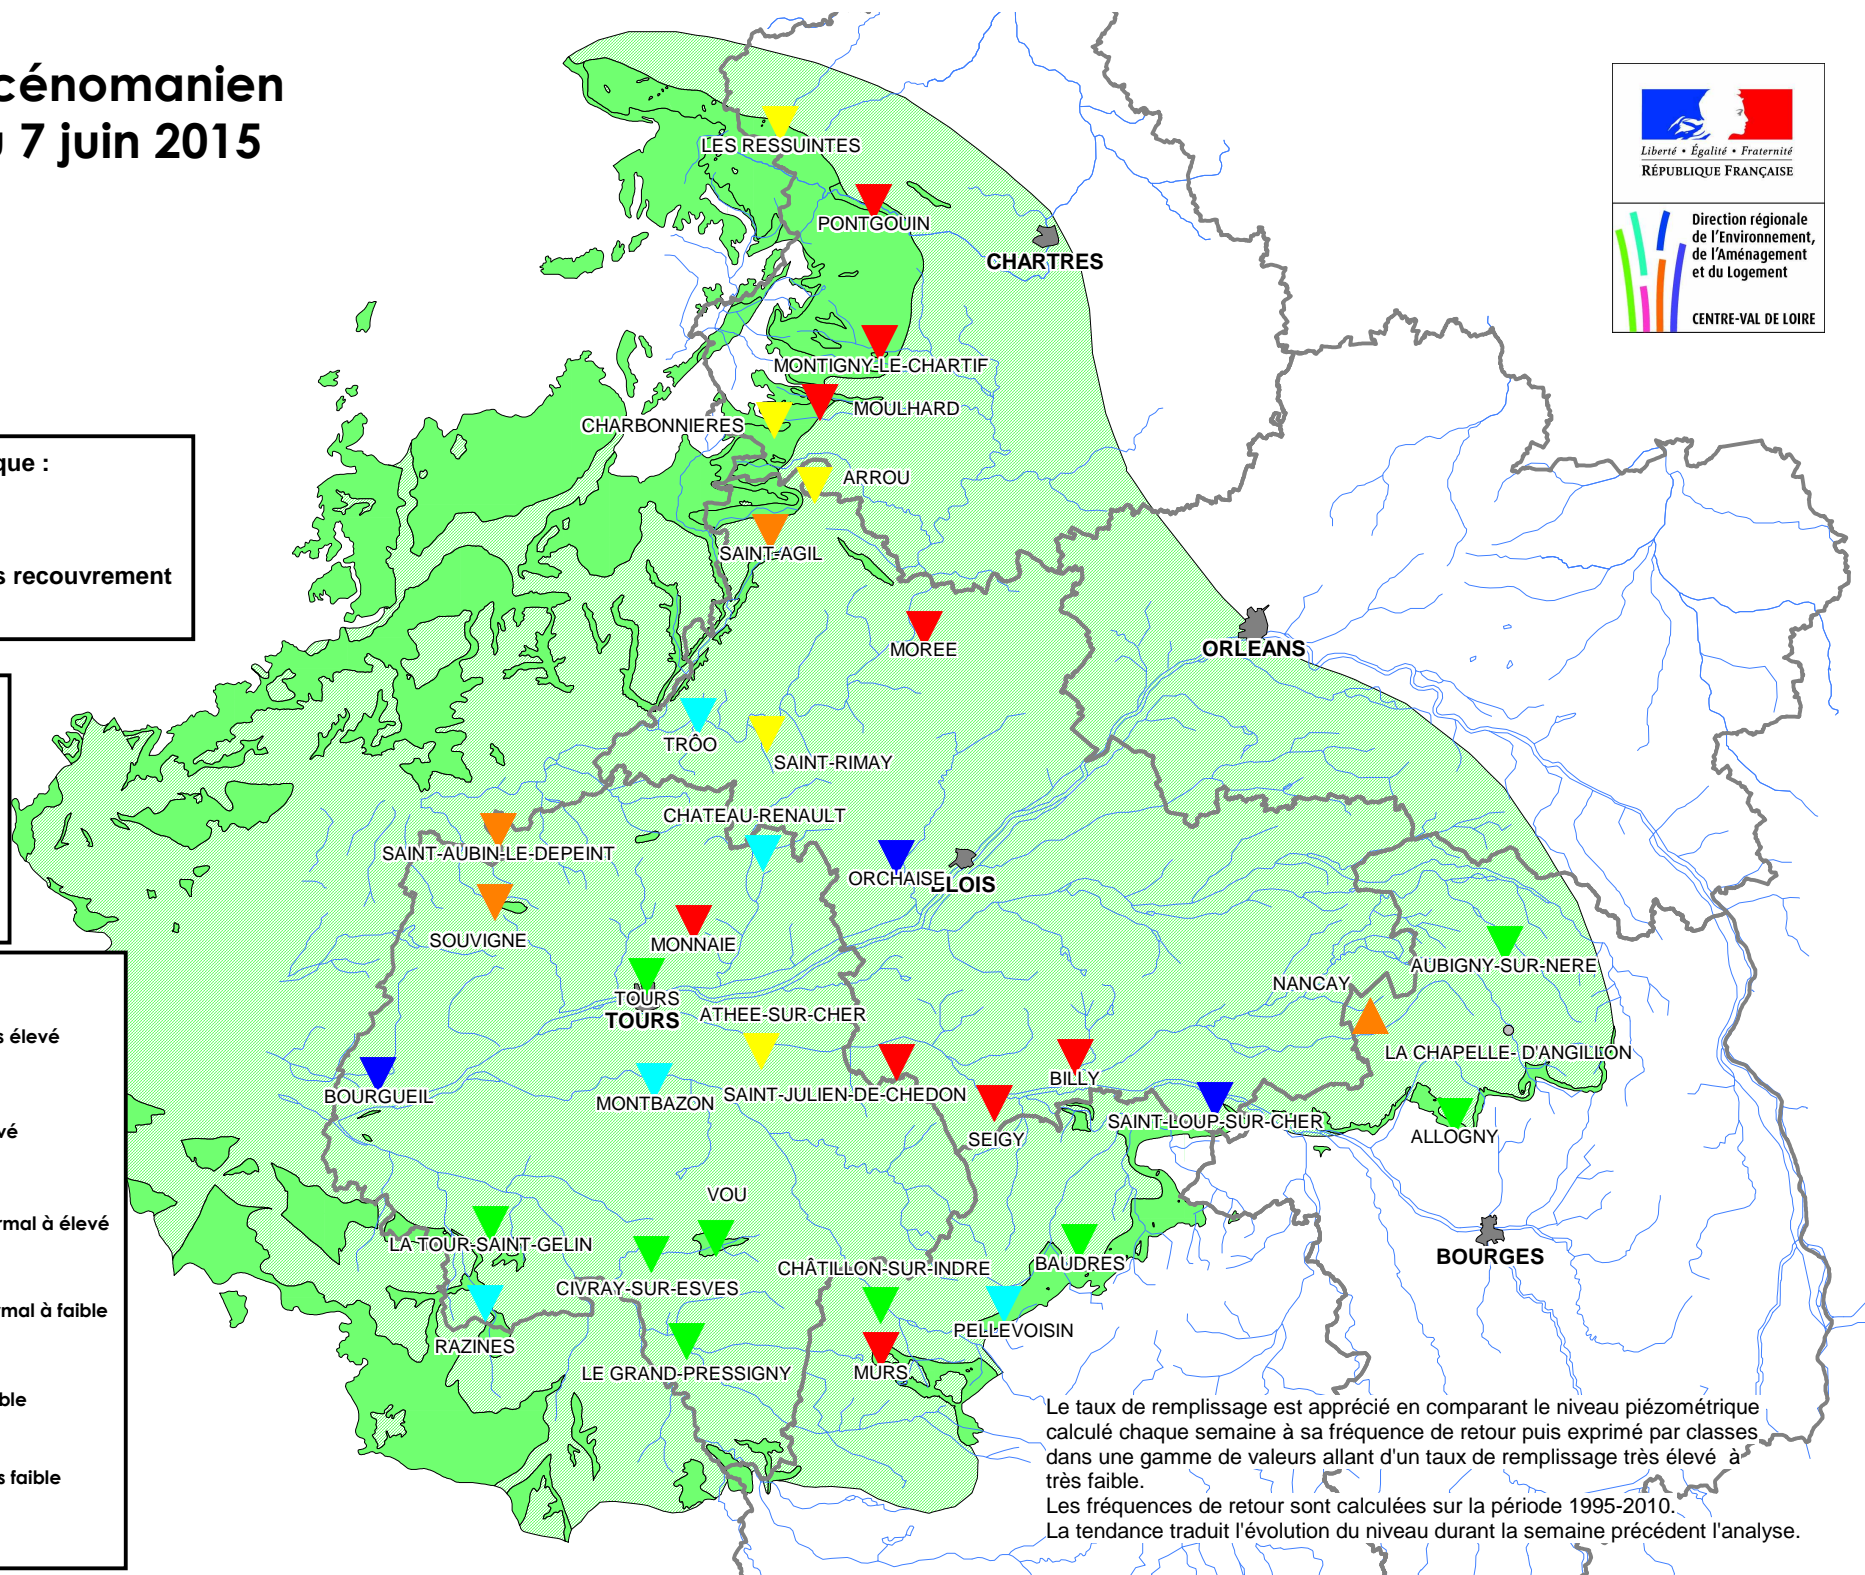 cénomanien
7 juin 2015
Liberté • Égalité • Fraternité
RÉPUBLIQUE FRANÇAISE
Direction régionale
de l'Environnement,
de l'Aménagement
et du Logement
CENTRE-VAL DE LOIRE
LES RESSUINTES
PONTGOUIN
CHARTRES
MONTIGNY-LE-CHARTIF
MOULHARD
CHARBONNIERES
ARROU
SAINT-AGIL
que :
s recouvrement
MOREE
ORLEANS
TRÔO
SAINT-RIMAY
CHATEAU-RENAULT
SAINT-AUBIN-LE-DEPEINT
ORCHAISE
BLOIS
SOUVIGNE
MONNAIE
AUBIGNY-SUR-NERE
NANCAY
TOURS
TOURS
ATHEE-SUR-CHER
LA CHAPELLE- D'ANGILLON
BOURGUEIL
MONTBAZON
SAINT-JULIEN-DE-CHEDON
BILLY
SEIGY
SAINT-LOUP-SUR-CHER
ALLOGNY
VOU
LA TOUR-SAINT-GELIN
CIVRAY-SUR-ESVES
CHÂTILLON-SUR-INDRE
BAUDRES
BOURGES
RAZINES
PELLEVOISIN
LE GRAND-PRESSIGNY
MURS
s élevé
vé
rmal à élevé
rmal à faible
ble
s faible
Le taux de remplissage est apprécié en comparant le niveau piézométrique
calculé chaque semaine à sa fréquence de retour puis exprimé par classes
dans une gamme de valeurs allant d'un taux de remplissage très élevé à
très faible.
Les fréquences de retour sont calculées sur la période 1995-2010.
La tendance traduit l'évolution du niveau durant la semaine précédent l'analyse.